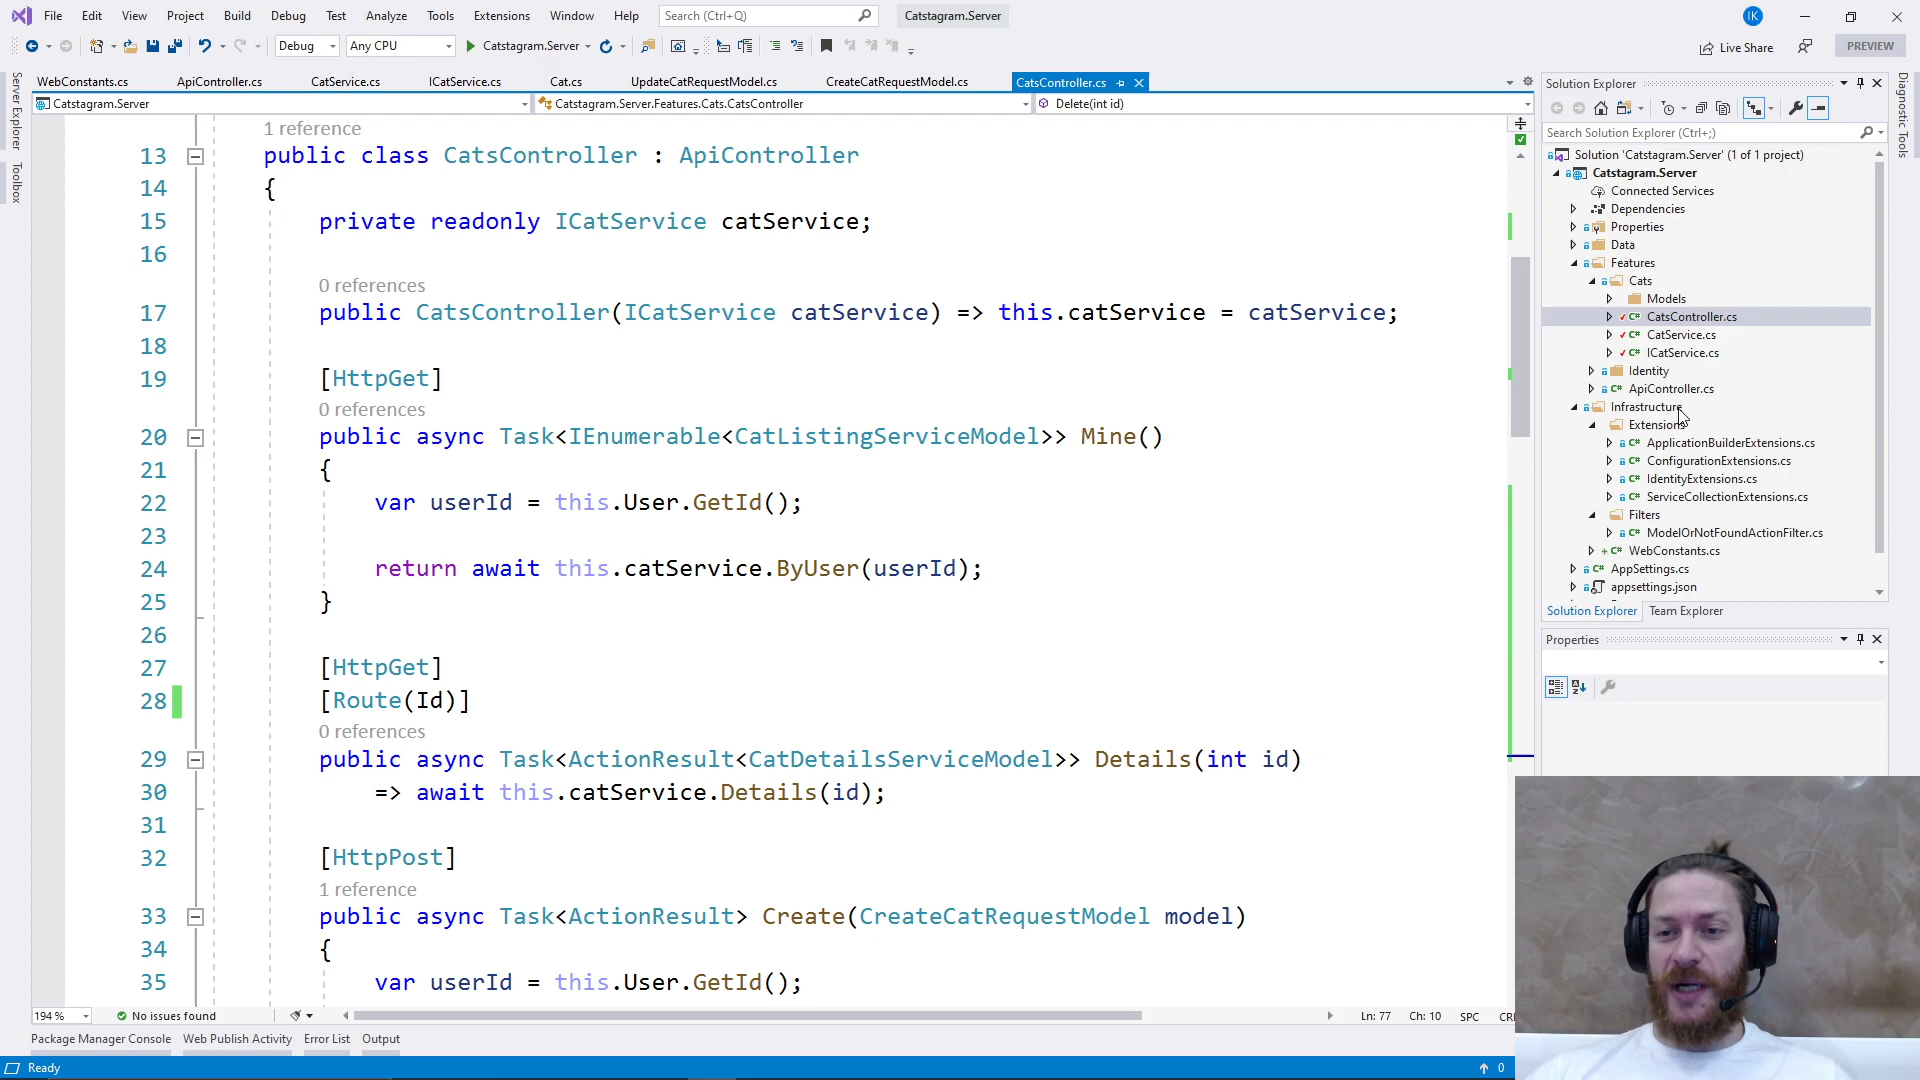 File Edit View Project Build Debug Test Analyze Tools Extensions Window Help Search (Ctrl+Q) Catstagram.Server IK
Debug Any CPU Catstagram.Server Live Share PREVIEW
Server Explorer
Toolbox
WebConstants.cs ApiController.cs CatService.cs ICatService.cs Cat.cs UpdateCatRequestModel.cs CreateCatRequestModel.cs CatsController.cs
Catstagram.Server Catstagram.Server.Features.Cats.CatsController Delete(int id)
1 reference
13 public class CatsController : ApiController
14 {
15 private readonly ICatService catService;
16
0 references
17 public CatsController(ICatService catService) => this.catService = catService;
18
19 [HttpGet]
0 references
20 public async Task<IEnumerable<CatListingServiceModel>> Mine()
21 {
22 var userId = this.User.GetId();
23
24 return await this.catService.ByUser(userId);
25 }
26
27 [HttpGet]
28 [Route(Id)]
0 references
29 public async Task<ActionResult<CatDetailsServiceModel>> Details(int id)
30 => await this.catService.Details(id);
31
32 [HttpPost]
1 reference
33 public async Task<ActionResult> Create(CreateCatRequestModel model)
34 {
35 var userId = this.User.GetId();
194 % No issues found Ln: 77 Ch: 10 SPC
Package Manager Console Web Publish Activity Error List Output
Ready 0
Solution Explorer
Search Solution Explorer (Ctrl+;)
Solution 'Catstagram.Server' (1 of 1 project)
Catstagram.Server
Connected Services
Dependencies
Properties
Data
Features
Cats
Models
CatsController.cs
CatService.cs
ICatService.cs
Identity
ApiController.cs
Infrastructure
Extensions
ApplicationBuilderExtensions.cs
ConfigurationExtensions.cs
IdentityExtensions.cs
ServiceCollectionExtensions.cs
Filters
ModelOrNotFoundActionFilter.cs
WebConstants.cs
AppSettings.cs
appsettings.json
Solution Explorer Team Explorer
Properties
Diagnostic Tools